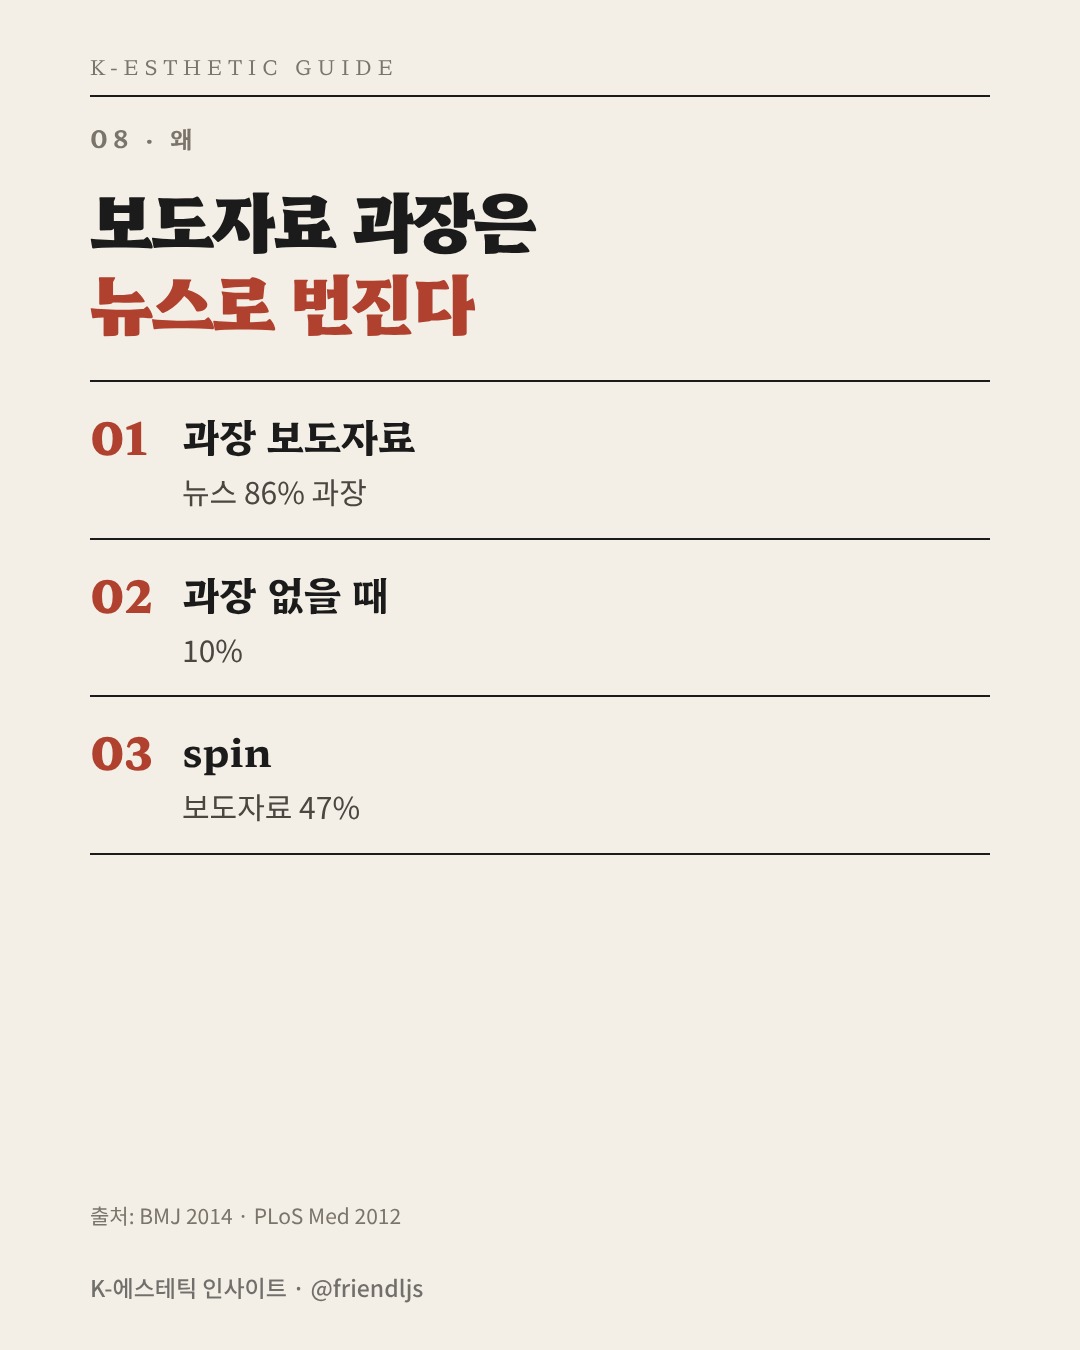 K-ESTHETIC GUIDE
08 · 왜
보도자료 과장은
뉴스로 번진다
01 과장 보도자료
뉴스 86% 과장
02 과장 없을 때
10%
03 spin
보도자료 47%
출처: BMJ 2014 · PLoS Med 2012
K-에스테틱 인사이트 · @friendljs